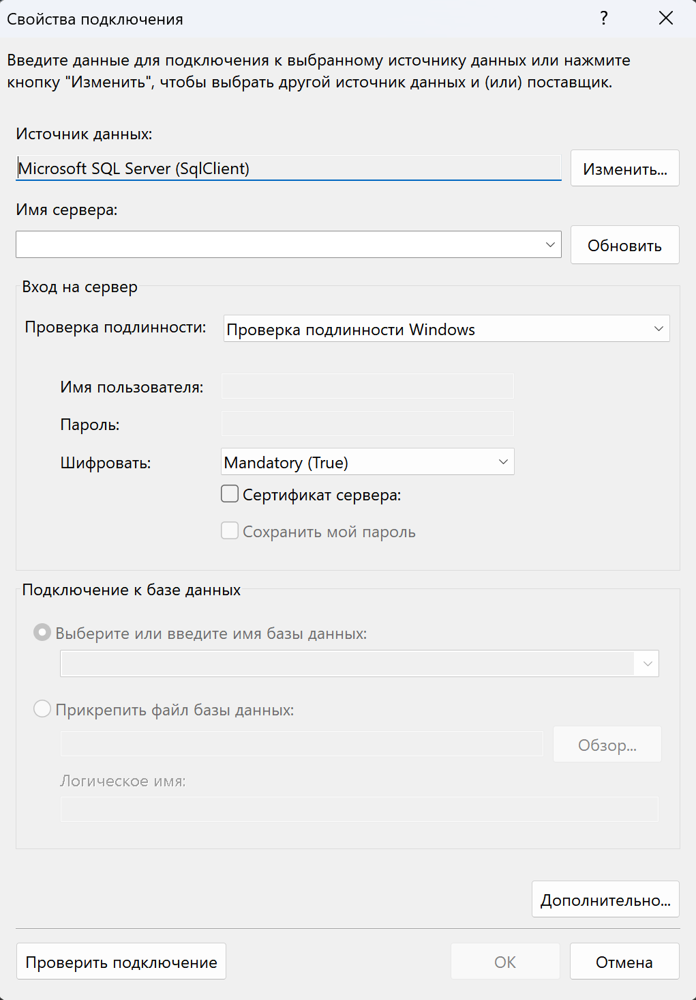 Свойства подключения
?
Введите данные для подключения к выбранному источнику данных или нажмите
кнопку "Изменить", чтобы выбрать другой источник данных и (или) поставщик.
Источник данных:
Microsoft SQL Server (SqlClient)
Изменить...
Имя сервера:
Обновить
Вход на сервер
Проверка подлинности:
Проверка подлинности Windows
Имя пользователя:
Пароль:
Шифровать:
Mandatory (True)
Сертификат сервера:
Сохранить мой пароль
Подключение к базе данных
Выберите или введите имя базы данных:
Прикрепить файл базы данных:
Обзор...
Логическое имя:
Дополнительно...
Проверить подключение
ОК
Отмена